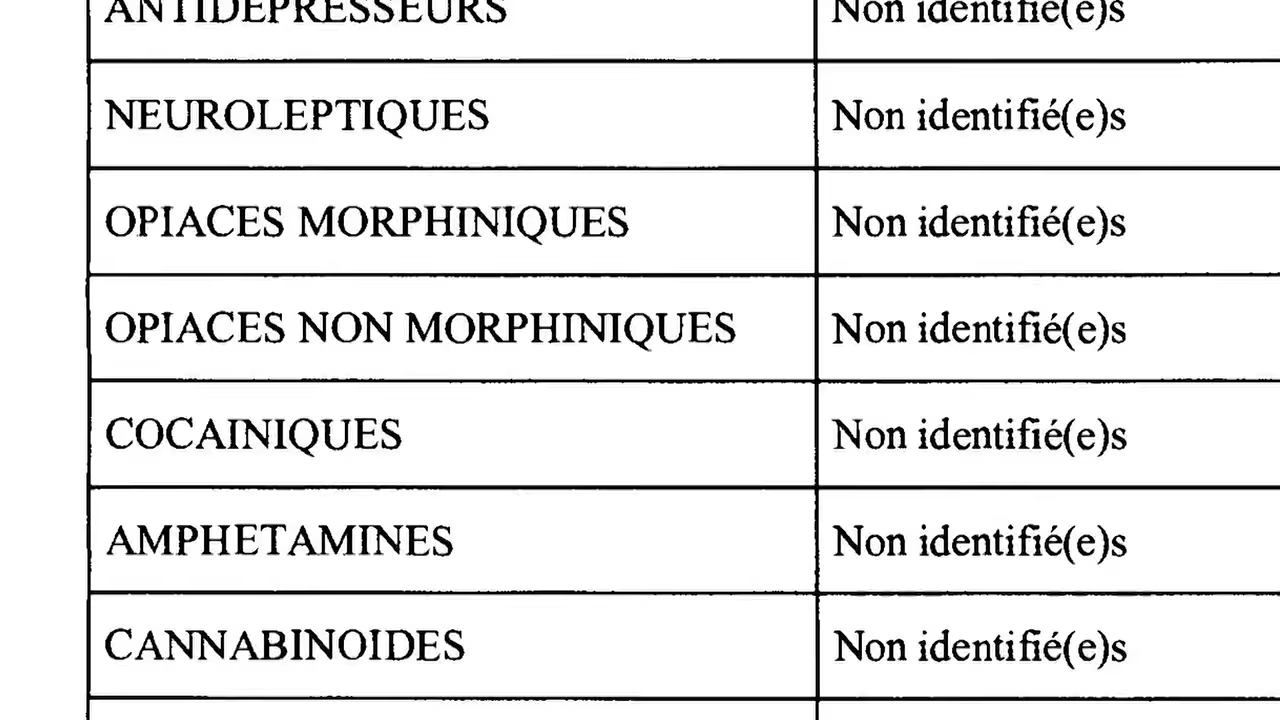 ANTIDEPRESSEURS Non identifié(e)s
NEUROLEPTIQUES Non identifié(e)s
OPIACES MORPHINIQUES Non identifié(e)s
OPIACES NON MORPHINIQUES Non identifié(e)s
COCAINIQUES Non identifié(e)s
AMPHETAMINES Non identifié(e)s
CANNABINOIDES Non identifié(e)s